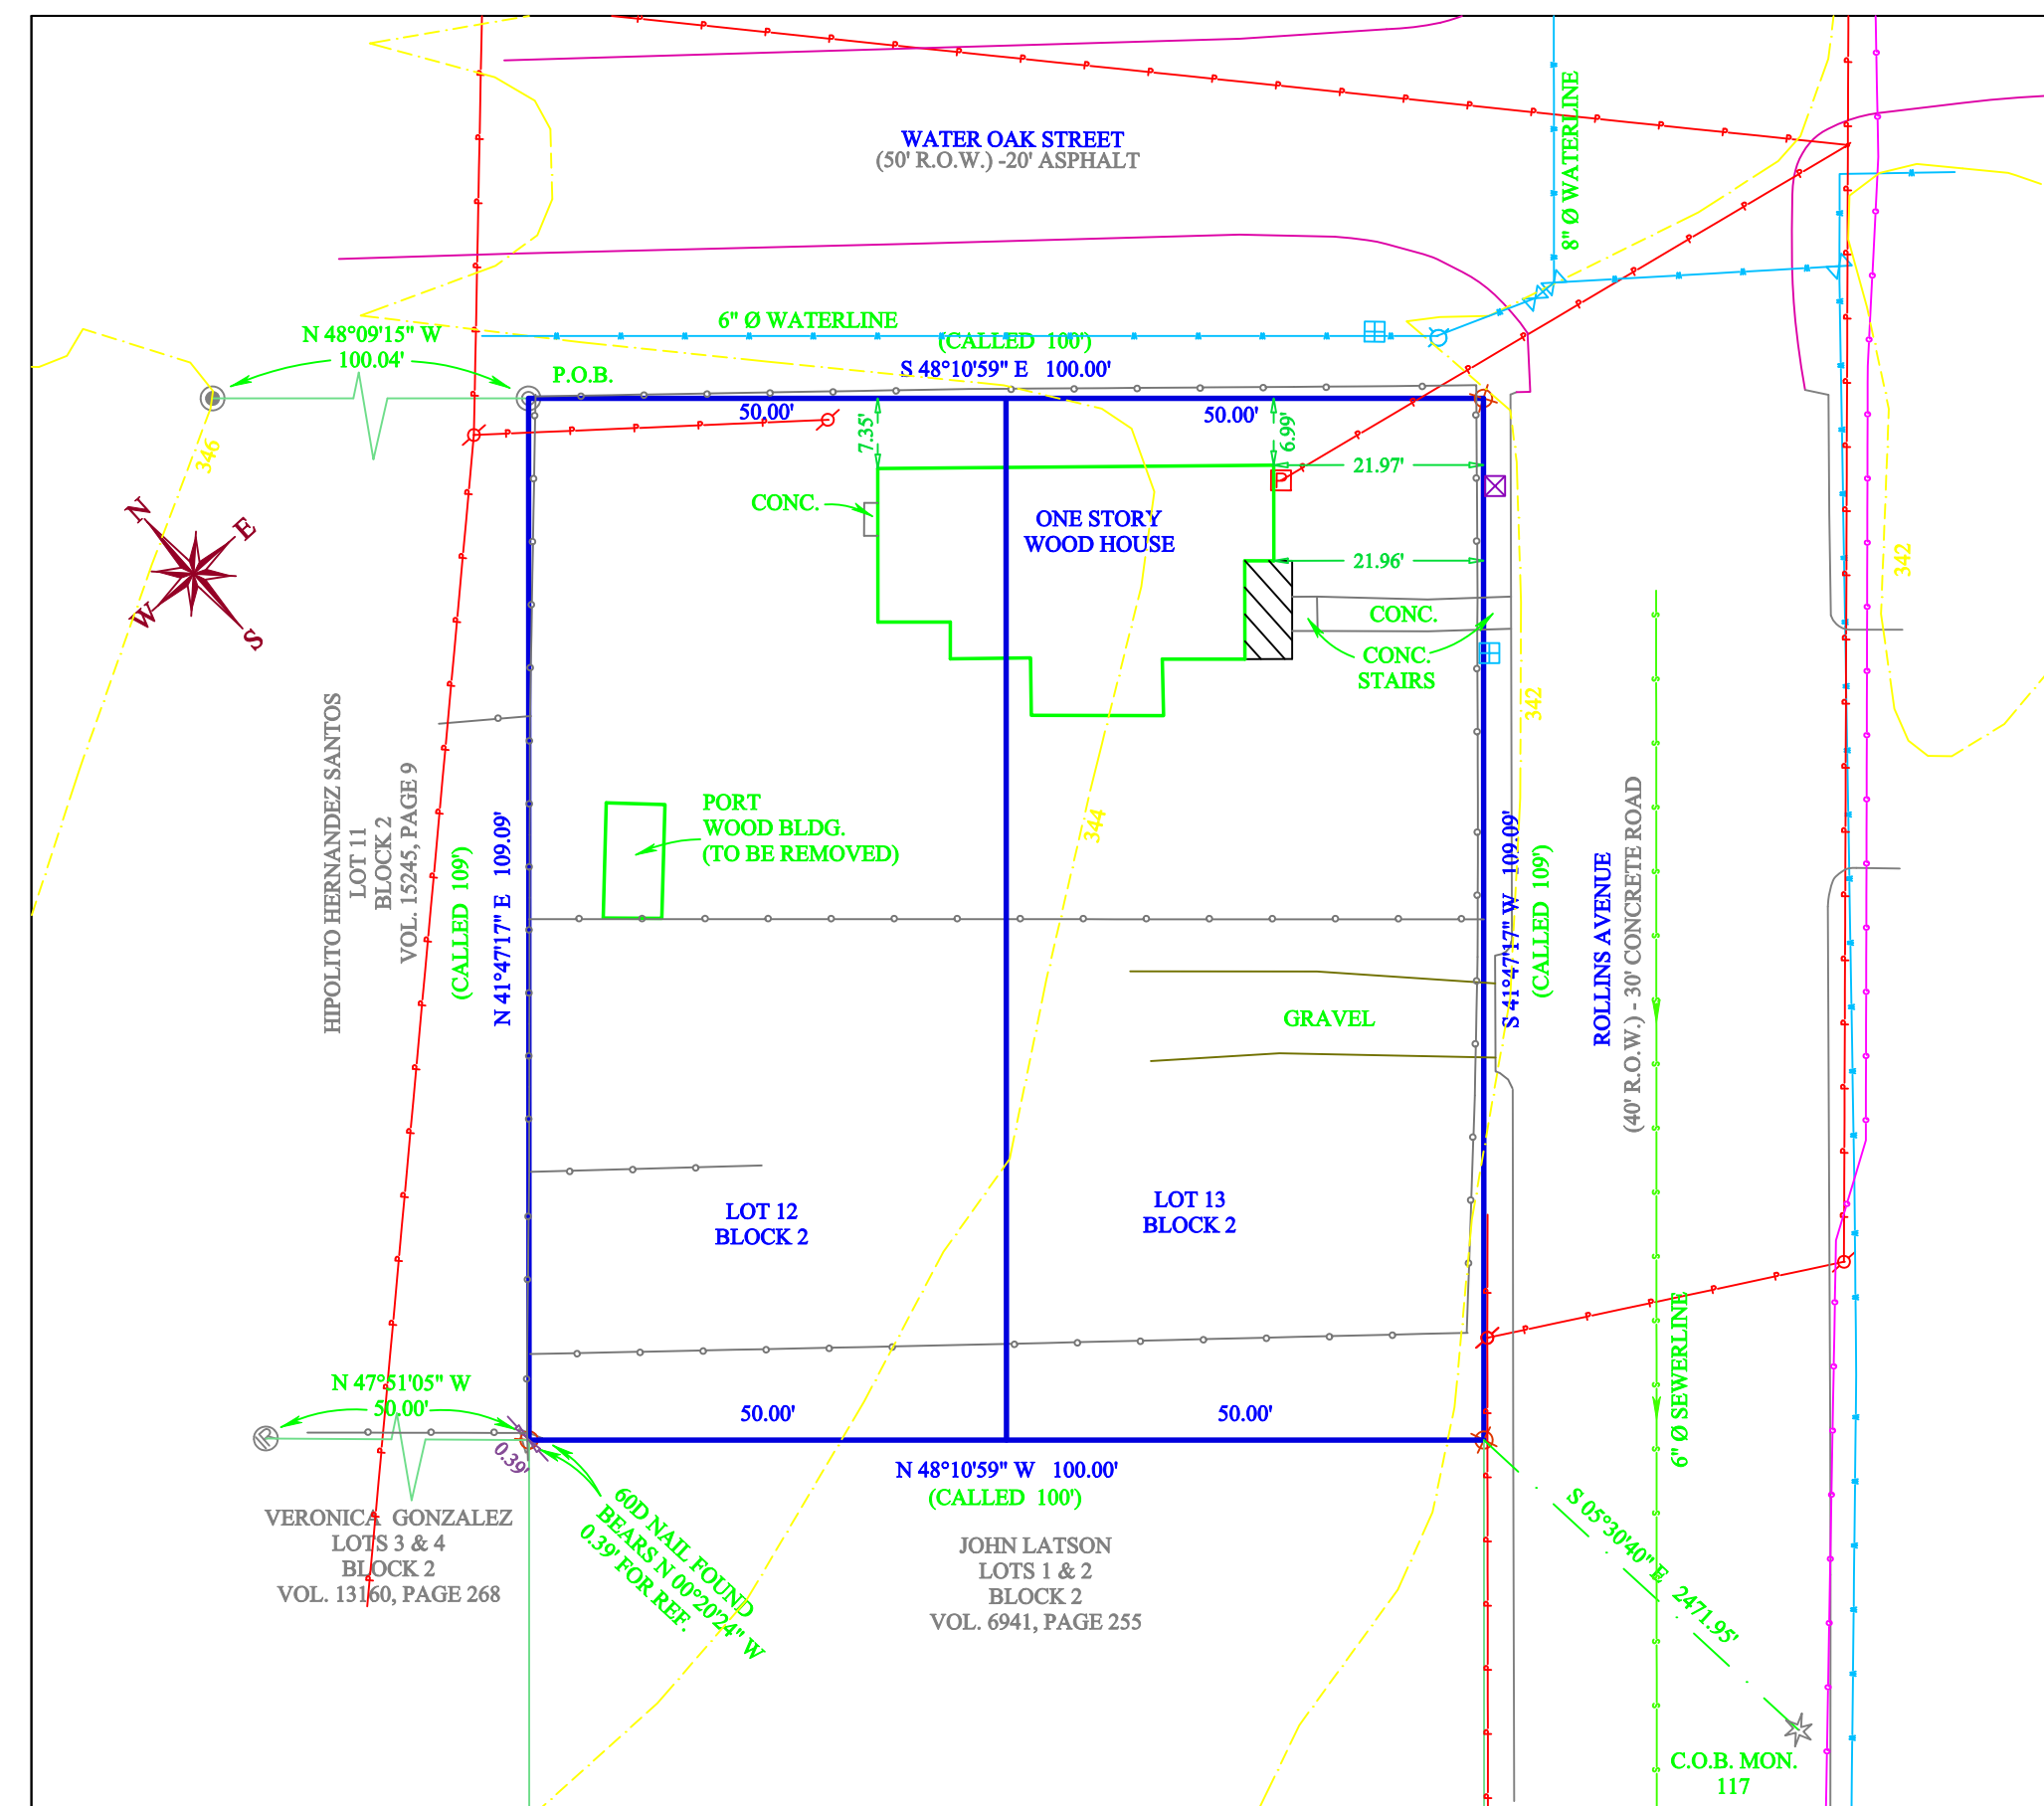 WATER OAK STREET
(50' R.O.W.) -20' ASPHALT
8" Ø WATERLINE
6" Ø WATERLINE
(CALLED 100')
S 48°10'59" E 100.00'
N 48°09'15" W
100.04'
P.O.B.
50.00'
50.00'
7.35'
6.99'
21.97'
346
CONC.
ONE STORY
WOOD HOUSE
21.96'
N
E
W
S
CONC.
CONC.
STAIRS
342
342
HIPOLITO HERNANDEZ SANTOS
LOT 11
BLOCK 2
VOL. 15245, PAGE 9
(CALLED 109')
N 41°47'17" E 109.09'
PORT
WOOD BLDG.
(TO BE REMOVED)
344
S 41°47'17" W 109.09'
(CALLED 109')
ROLLINS AVENUE
(40' R.O.W.) - 30' CONCRETE ROAD
GRAVEL
LOT 12
BLOCK 2
LOT 13
BLOCK 2
6" Ø SEWERLINE
N 47°51'05" W
50.00'
50.00'
50.00'
0.39'
N 48°10'59" W 100.00'
(CALLED 100')
60D NAIL FOUND
BEARS N 00°20'24" W
0.39' FOR REF.
VERONICA GONZALEZ
LOTS 3 & 4
BLOCK 2
VOL. 13160, PAGE 268
JOHN LATSON
LOTS 1 & 2
BLOCK 2
VOL. 6941, PAGE 255
S 05°30'40" E 2471.95'
C.O.B. MON.
117